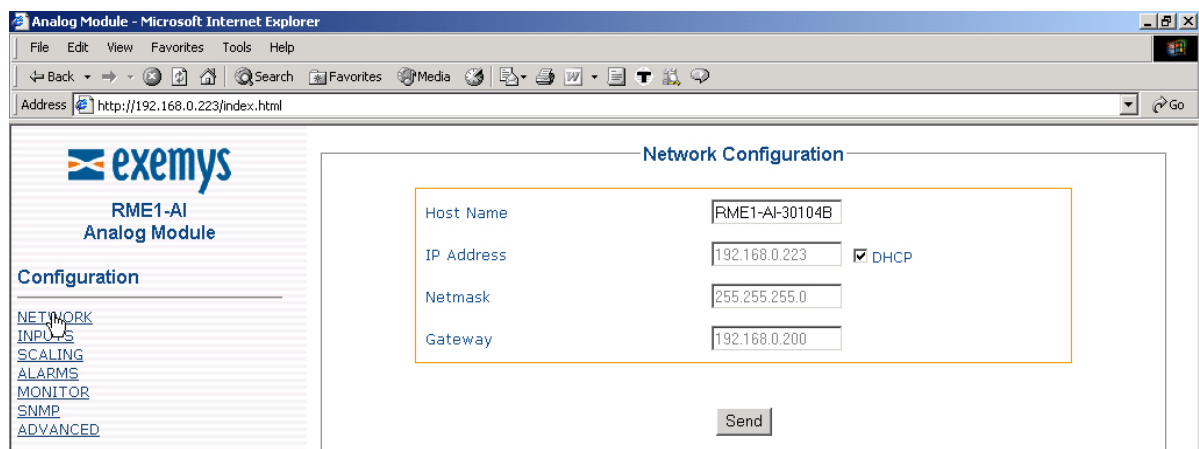 Analog Module - Microsoft Internet Explorer
File Edit View Favorites Tools Help
Back Search Favorites Media
Address http://192.168.0.223/index.html Go
exemys
RME1-AI
Analog Module
Configuration
NETWORK
INPUTS
SCALING
ALARMS
MONITOR
SNMP
ADVANCED
Network Configuration
Host Name RME1-AI-30104B
IP Address 192.168.0.223 DHCP
Netmask 255.255.255.0
Gateway 192.168.0.200
Send